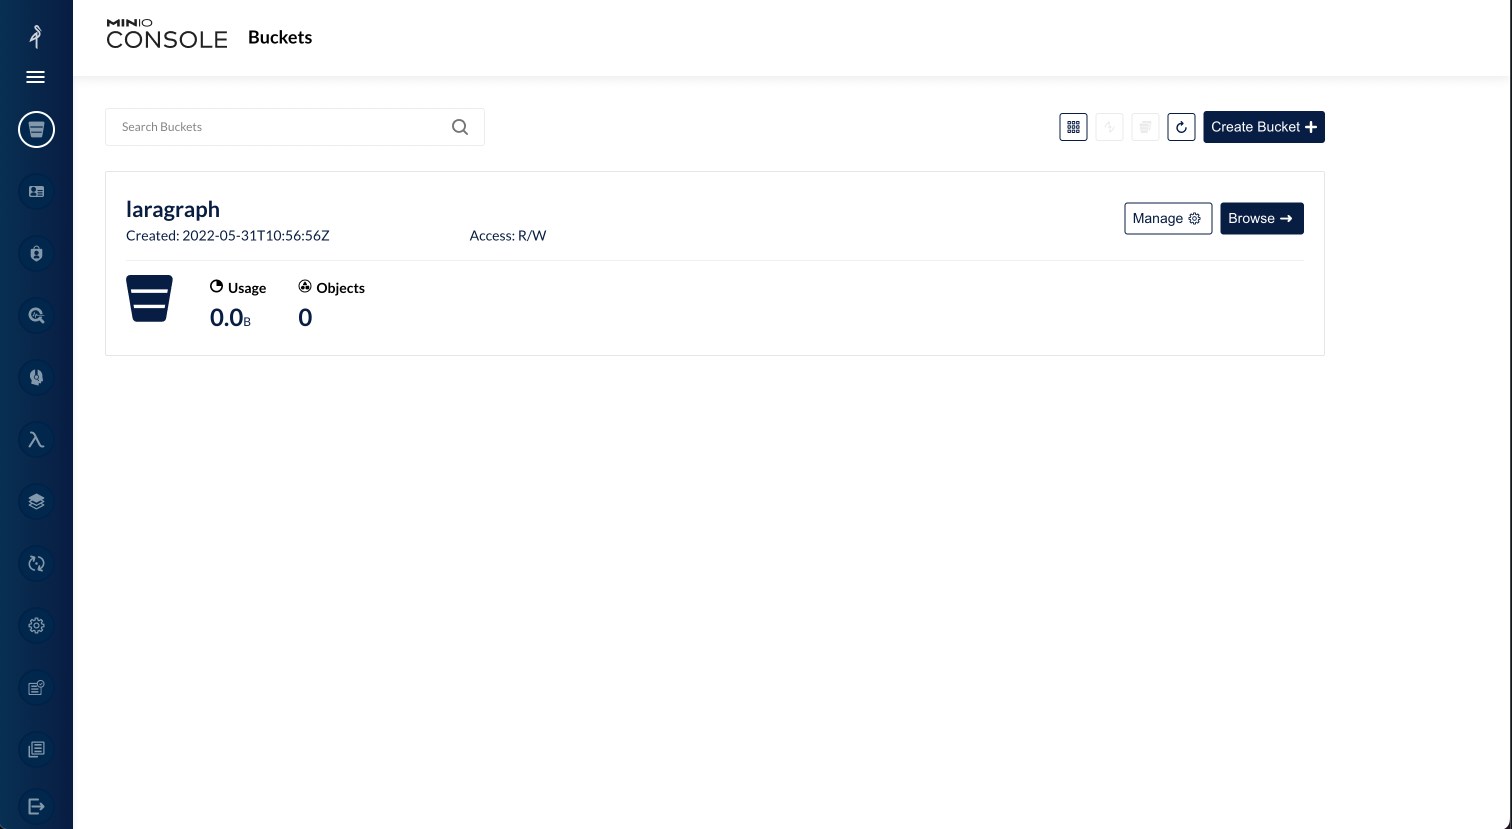 MINIO
CONSOLE
Buckets
Search Buckets
Create Bucket
laragraph
Created: 2022-05-31T10:56:56Z
Access: R/W
Manage
Browse
Usage
Objects
0.0B
0